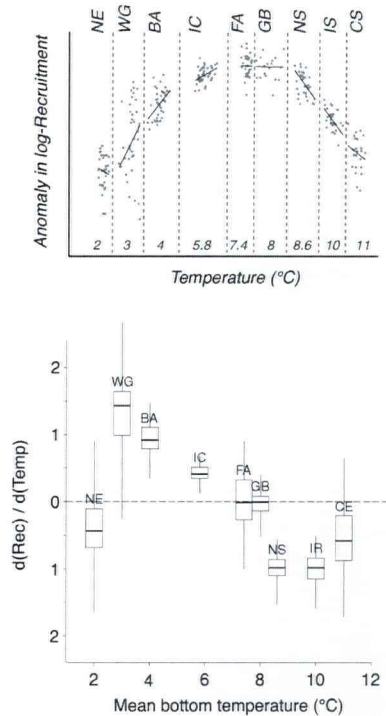 NE WG BA IC FA GB NS IS CS
Anomaly in log-Recruitment
2 3 4 5.8 7.4 8 8.6 10 11
Temperature (°C)
d(Rec) / d(Temp)
2
1
0
1
2
WG
BA
IC
FA
GB
NE
CE
NS
IR
2 4 6 8 10 12
Mean bottom temperature (°C)